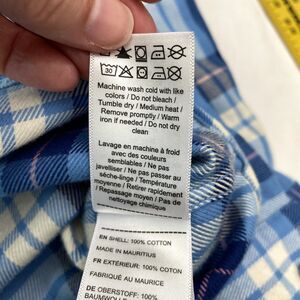 30
Machine wash cold with like
colors / Do not bleach /
Tumble dry / Medium heat /
Remove promptly / Warm
iron if needed / Do not dry
clean
Lavage en machine à froid
avec des couleurs
semblables / Ne pas
javelliser / Ne pas passer au
sèche-linge / Température
moyenne / Retirer rapidement
/ Repassage moyen / Pas de
nettoyage chimique
EN SHELL: 100% COTTON
MADE IN MAURITIUS
FR EXTÉRIEUR: 100% COTON
FABRIQUÉ AU MAURICE
DE OBERSTOFF: 100%
BAUMWOLLE